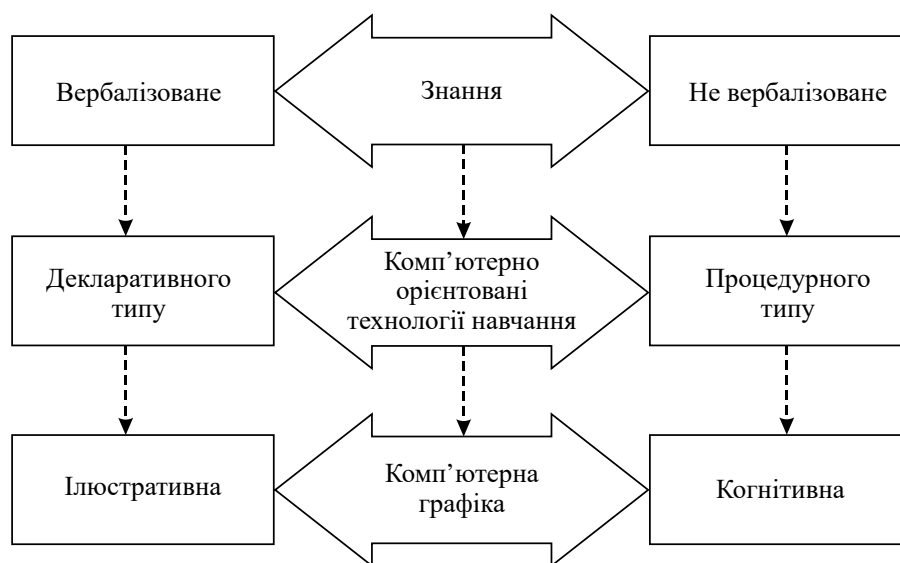 Вербалізоване
Знання
Не вербалізоване
Декларативного
типу
Комп’ютерно
орієнтовані
технології навчання
Процедурного
типу
Ілюстративна
Комп’ютерна
графіка
Когнітивна